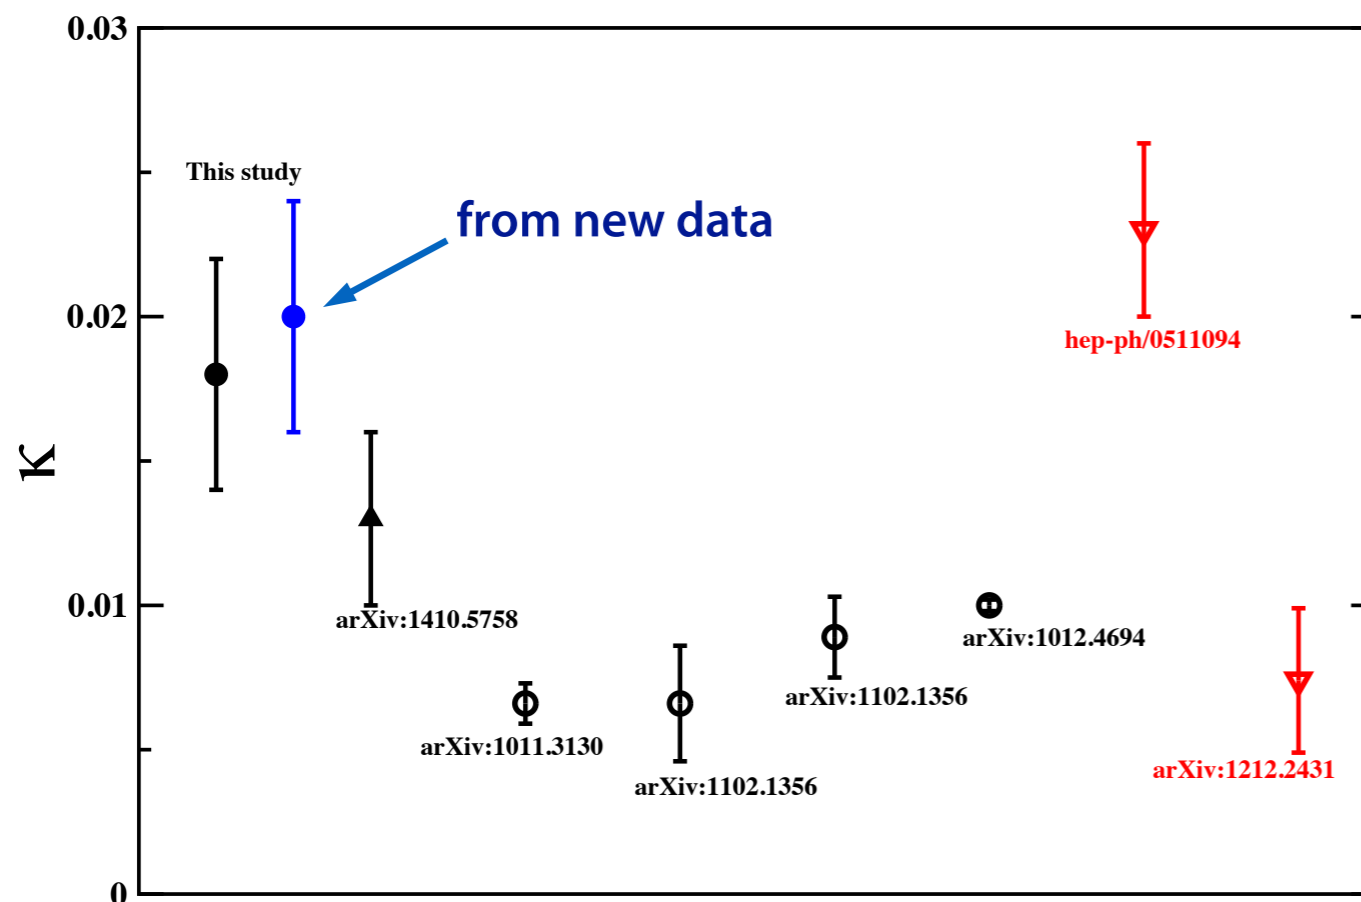 0.03
This study
from new data
0.02
hep-ph/0511094
κ
0.01
arXiv:1410.5758
arXiv:1012.4694
arXiv:1102.1356
arXiv:1011.3130
arXiv:1212.2431
arXiv:1102.1356
0